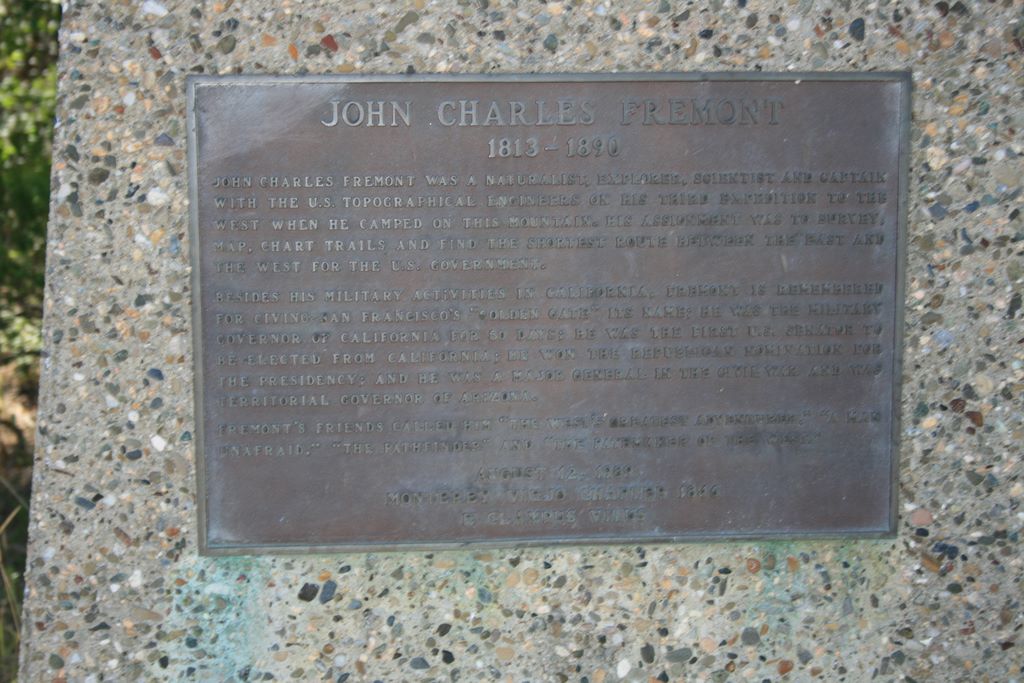 JOHN CHARLES FREMONT
1813-1890
JOHN CHARLES FREMONT WAS A NATURALIST, EXPLORER, SCIENTIST AND CAPTAIN
WITH THE U.S. TOPOGRAPHICAL ENGINEERS ON HIS THIRD EXPEDITION TO THE
WEST WHEN HE CAMPED ON THIS MOUNTAIN. HIS ASSIGNMENT WAS TO SURVEY,
MAP, CHART TRAILS AND FIND THE SHORTEST ROUTE BETWEEN THE EAST AND
THE WEST FOR THE U.S. GOVERNMENT.
BESIDES HIS MILITARY ACTIVITIES IN CALIFORNIA, FREMONT IS REMEMBERED
FOR GIVING SAN FRANCISCO'S "GOLDEN GATE" ITS NAME; HE WAS THE MILITARY
GOVERNOR OF CALIFORNIA FOR 50 DAYS; HE WAS THE FIRST U.S. SENATOR TO
BE ELECTED FROM CALIFORNIA; HE WON THE REPUBLICAN NOMINATION FOR
THE PRESIDENCY; AND HE WAS A MAJOR GENERAL IN THE CIVIL WAR AND WAS
TERRITORIAL GOVERNOR OF ARIZONA.
FREMONT'S FRIENDS CALLED HIM "THE WEST'S GREATEST ADVENTURER," "A MAN
UNAFRAID," "THE PATHFINDER" AND "THE PATHMARKER OF THE WEST."
AUGUST 12, 1989
MONTEREY VIEJO CHAPTER 1846
E CLAMPUS VITUS